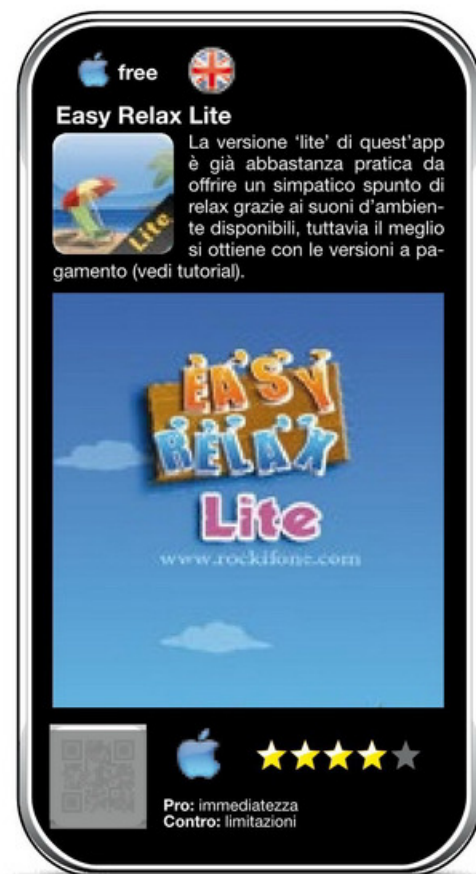 free
Easy Relax Lite
La versione ‘lite’ di quest’app
è già abbastanza pratica da
offrire un simpatico spunto di
relax grazie ai suoni d’ambien-
te disponibili, tuttavia il meglio
si ottiene con le versioni a pa-
gamento (vedi tutorial).
Lite
EASY
RELAX
Lite
www.rockifone.com
Pro: immediatezza
Contro: limitazioni